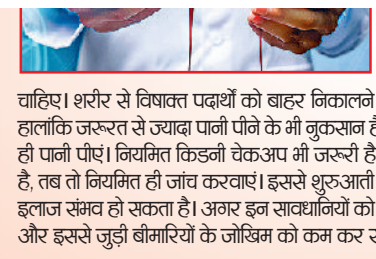 चाहिए। शरीर से विषाक्त पदार्थों को बाहर निकालने
हालांकि जरूरत से ज्यादा पानी पीने के भी नुकसान
ही पानी पीएं। नियमित किडनी चेकअप भी जरूरी है
है, तब तो नियमित ही जांच करवाएं। इससे शुरुआती
इलाज संभव हो सकता है। अगर इन सावधानियों को
और इससे जुड़ी बीमारियों के जोखिम को कम कर